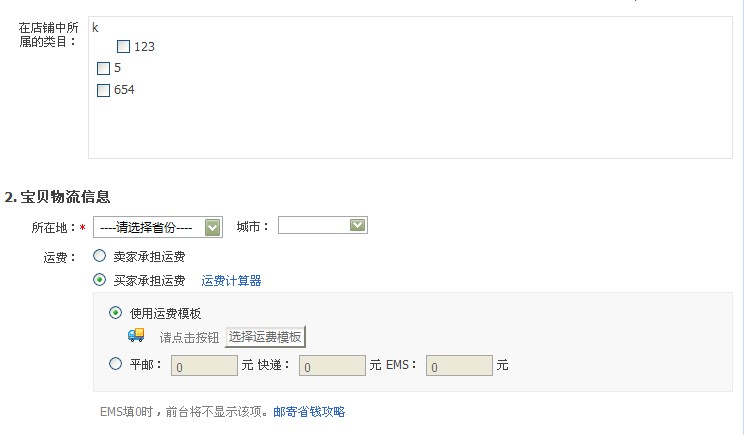 在店铺中所
属的类目：
k
123
5
654
2. 宝贝物流信息
所在地：* ----请选择省份---- 城市：
运费： 卖家承担运费
买家承担运费 运费计算器
使用运费模板
请点击按钮 选择运费模板
平邮： 0 元 快递： 0 元 EMS： 0 元
EMS填0时，前台将不显示该项。邮寄省钱攻略